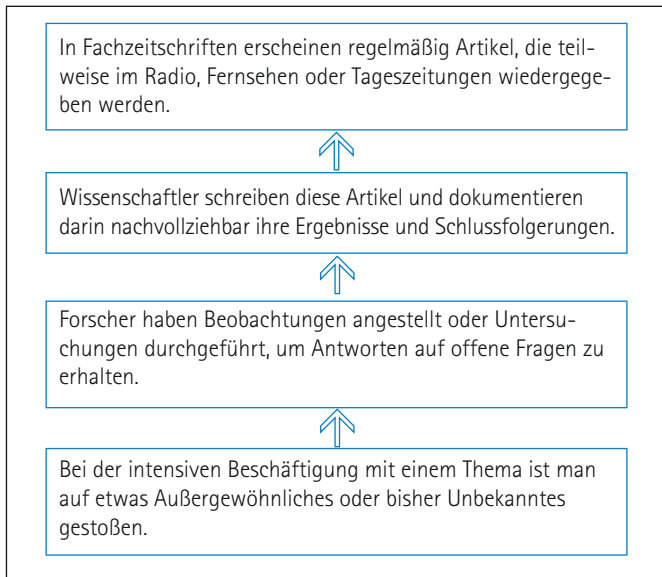 In Fachzeitschriften erscheinen regelmäßig Artikel, die teil-
weise im Radio, Fernsehen oder Tageszeitungen wiedergege-
ben werden.
Wissenschaftler schreiben diese Artikel und dokumentieren
darin nachvollziehbar ihre Ergebnisse und Schlussfolgerungen.
Forscher haben Beobachtungen angestellt oder Untersu-
chungen durchgeführt, um Antworten auf offene Fragen zu
erhalten.
Bei der intensiven Beschäftigung mit einem Thema ist man
auf etwas Außergewöhnliches oder bisher Unbekanntes
gestoßen.